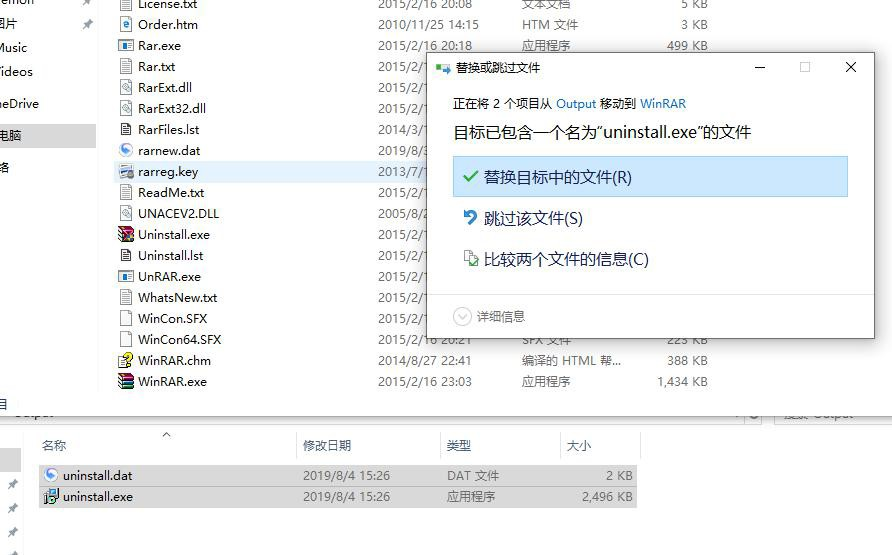 License.txt 2015/2/16 20:08 文本文档 5 KB
图片 Order.htm 2010/11/25 14:15 HTM 文件 3 KB
Music Rar.exe 2015/2/16 20:18 应用程序 499 KB
Rar.txt 2015/2/1
RarExt.dll 2015/2/1
RarExt32.dll 2015/2/1
RarFiles.lst 2014/3/1
rarnew.dat 2019/8/3
rarreg.key 2013/7/1
ReadMe.txt 2015/2/1
UNACEV2.DLL 2005/8/2
Uninstall.exe 2015/2/1
Uninstall.lst 2015/2/1
UnRAR.exe 2015/2/1
WhatsNew.txt 2015/2/1
WinCon.SFX 2015/2/1
WinCon64.SFX 2015/2/16 20:21 SFX 文件 223 KB
WinRAR.chm 2014/8/27 22:41 编译的 HTML 帮... 388 KB
WinRAR.exe 2015/2/16 23:03 应用程序 1,434 KB
替换或跳过文件
正在将 2 个项目从 Output 移动到 WinRAR
目标已包含一个名为“uninstall.exe”的文件
替换目标中的文件(R)
跳过该文件(S)
比较两个文件的信息(C)
详细信息
名称 修改日期 类型 大小
uninstall.dat 2019/8/4 15:26 DAT 文件 2 KB
uninstall.exe 2019/8/4 15:26 应用程序 2,496 KB